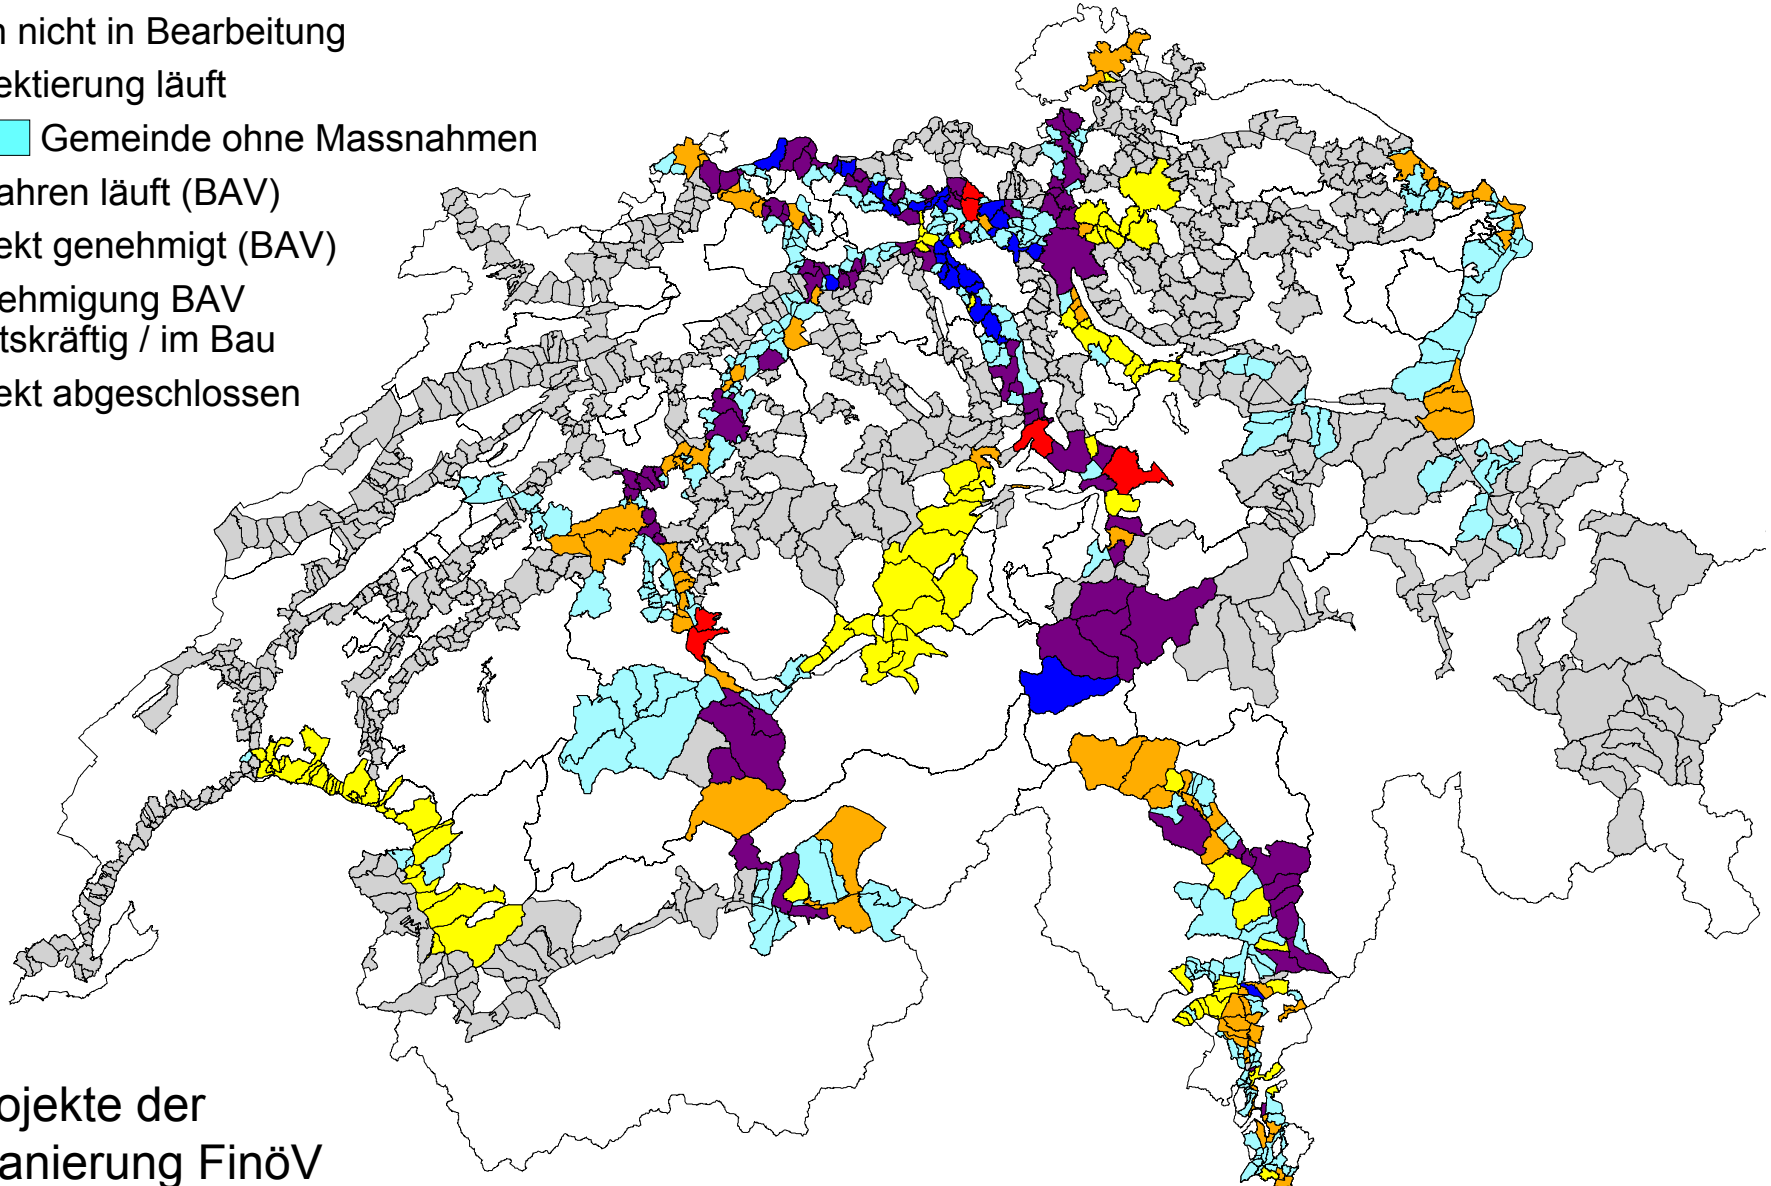 n nicht in Bearbeitung
ektierung läuft
Gemeinde ohne Massnahmen
ahren läuft (BAV)
ekt genehmigt (BAV)
ehmigung BAV
tskräftig / im Bau
ekt abgeschlossen
ojekte der
anierung FinöV